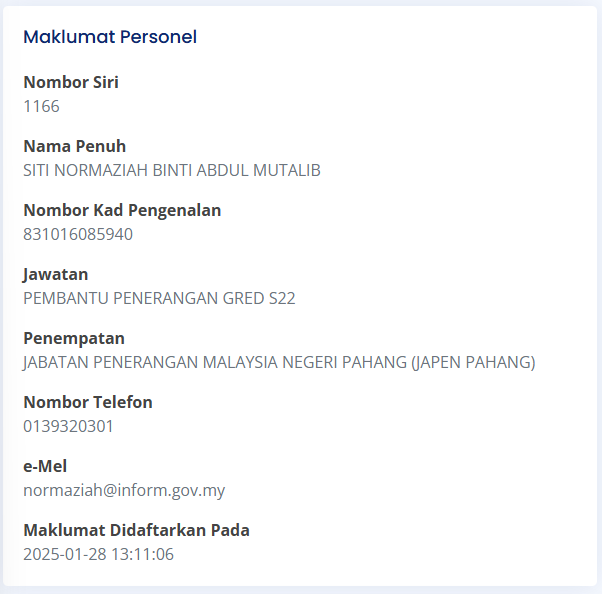 Maklumat Personel
Nombor Siri
1166
Nama Penuh
SITI NORMAZIAH BINTI ABDUL MUTALIB
Nombor Kad Pengenalan
831016085940
Jawatan
PEMBANTU PENERANGAN GRED S22
Penempatan
JABATAN PENERANGAN MALAYSIA NEGERI PAHANG (JAPEN PAHANG)
Nombor Telefon
0139320301
e-Mel
normaziah@inform.gov.my
Maklumat Didaftarkan Pada
2025-01-28 13:11:06